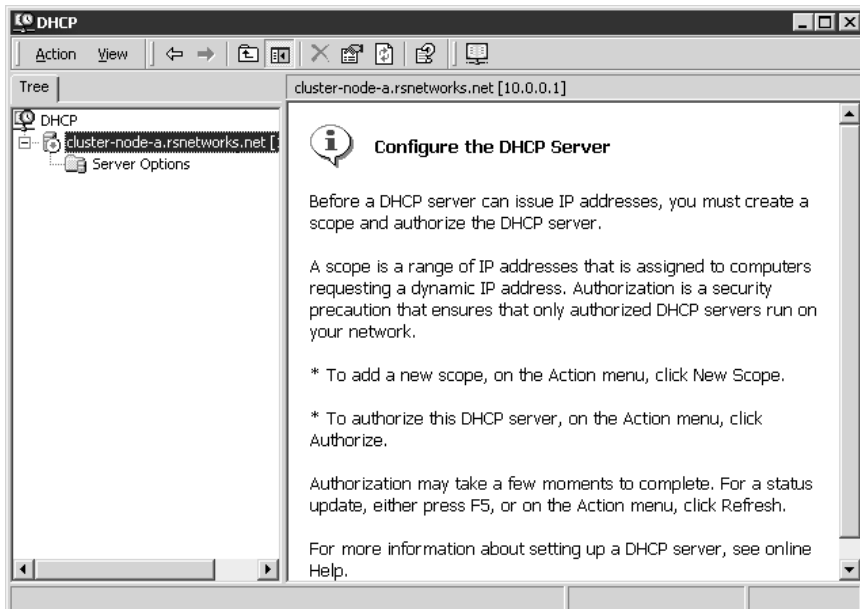 DHCP
Action View
Tree
cluster-node-a.rsnetworks.net [10.0.0.1]
DHCP
cluster-node-a.rsnetworks.net [
Server Options
Configure the DHCP Server
Before a DHCP server can issue IP addresses, you must create a
scope and authorize the DHCP server.
A scope is a range of IP addresses that is assigned to computers
requesting a dynamic IP address. Authorization is a security
precaution that ensures that only authorized DHCP servers run on
your network.
* To add a new scope, on the Action menu, click New Scope.
* To authorize this DHCP server, on the Action menu, click
Authorize.
Authorization may take a few moments to complete. For a status
update, either press F5, or on the Action menu, click Refresh.
For more information about setting up a DHCP server, see online
Help.